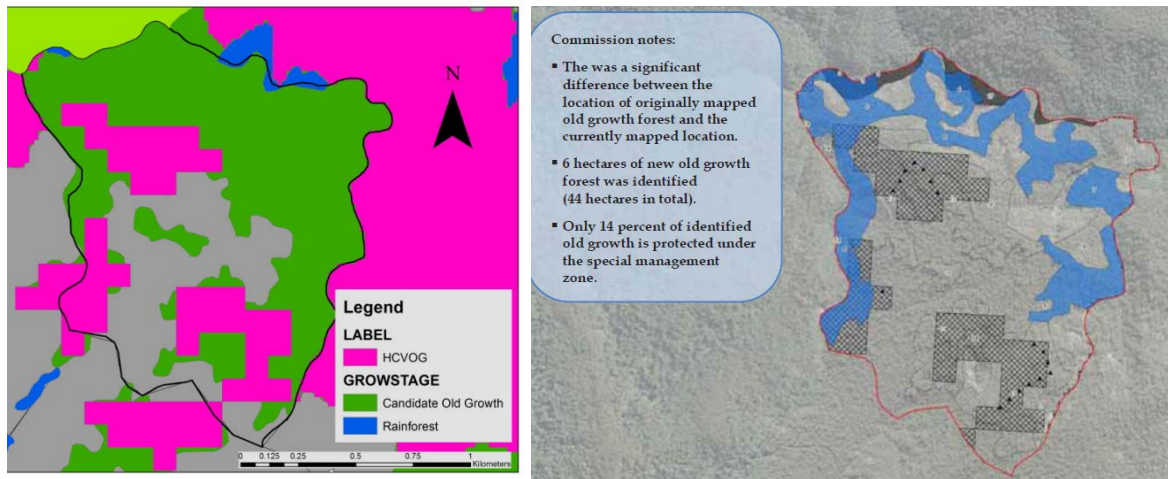 N
Legend
LABEL
HCVOG
GROWSTAGE
Candidate Old Growth
Rainforest
0 0.125 0.25 0.5 0.75 1
Kilometers
Commission notes:
▪ The was a significant
difference between the
location of originally mapped
old growth forest and the
currently mapped location.
▪ 6 hectares of new old growth
forest was identified
(44 hectares in total).
▪ Only 14 percent of identified
old growth is protected under
the special management
zone.